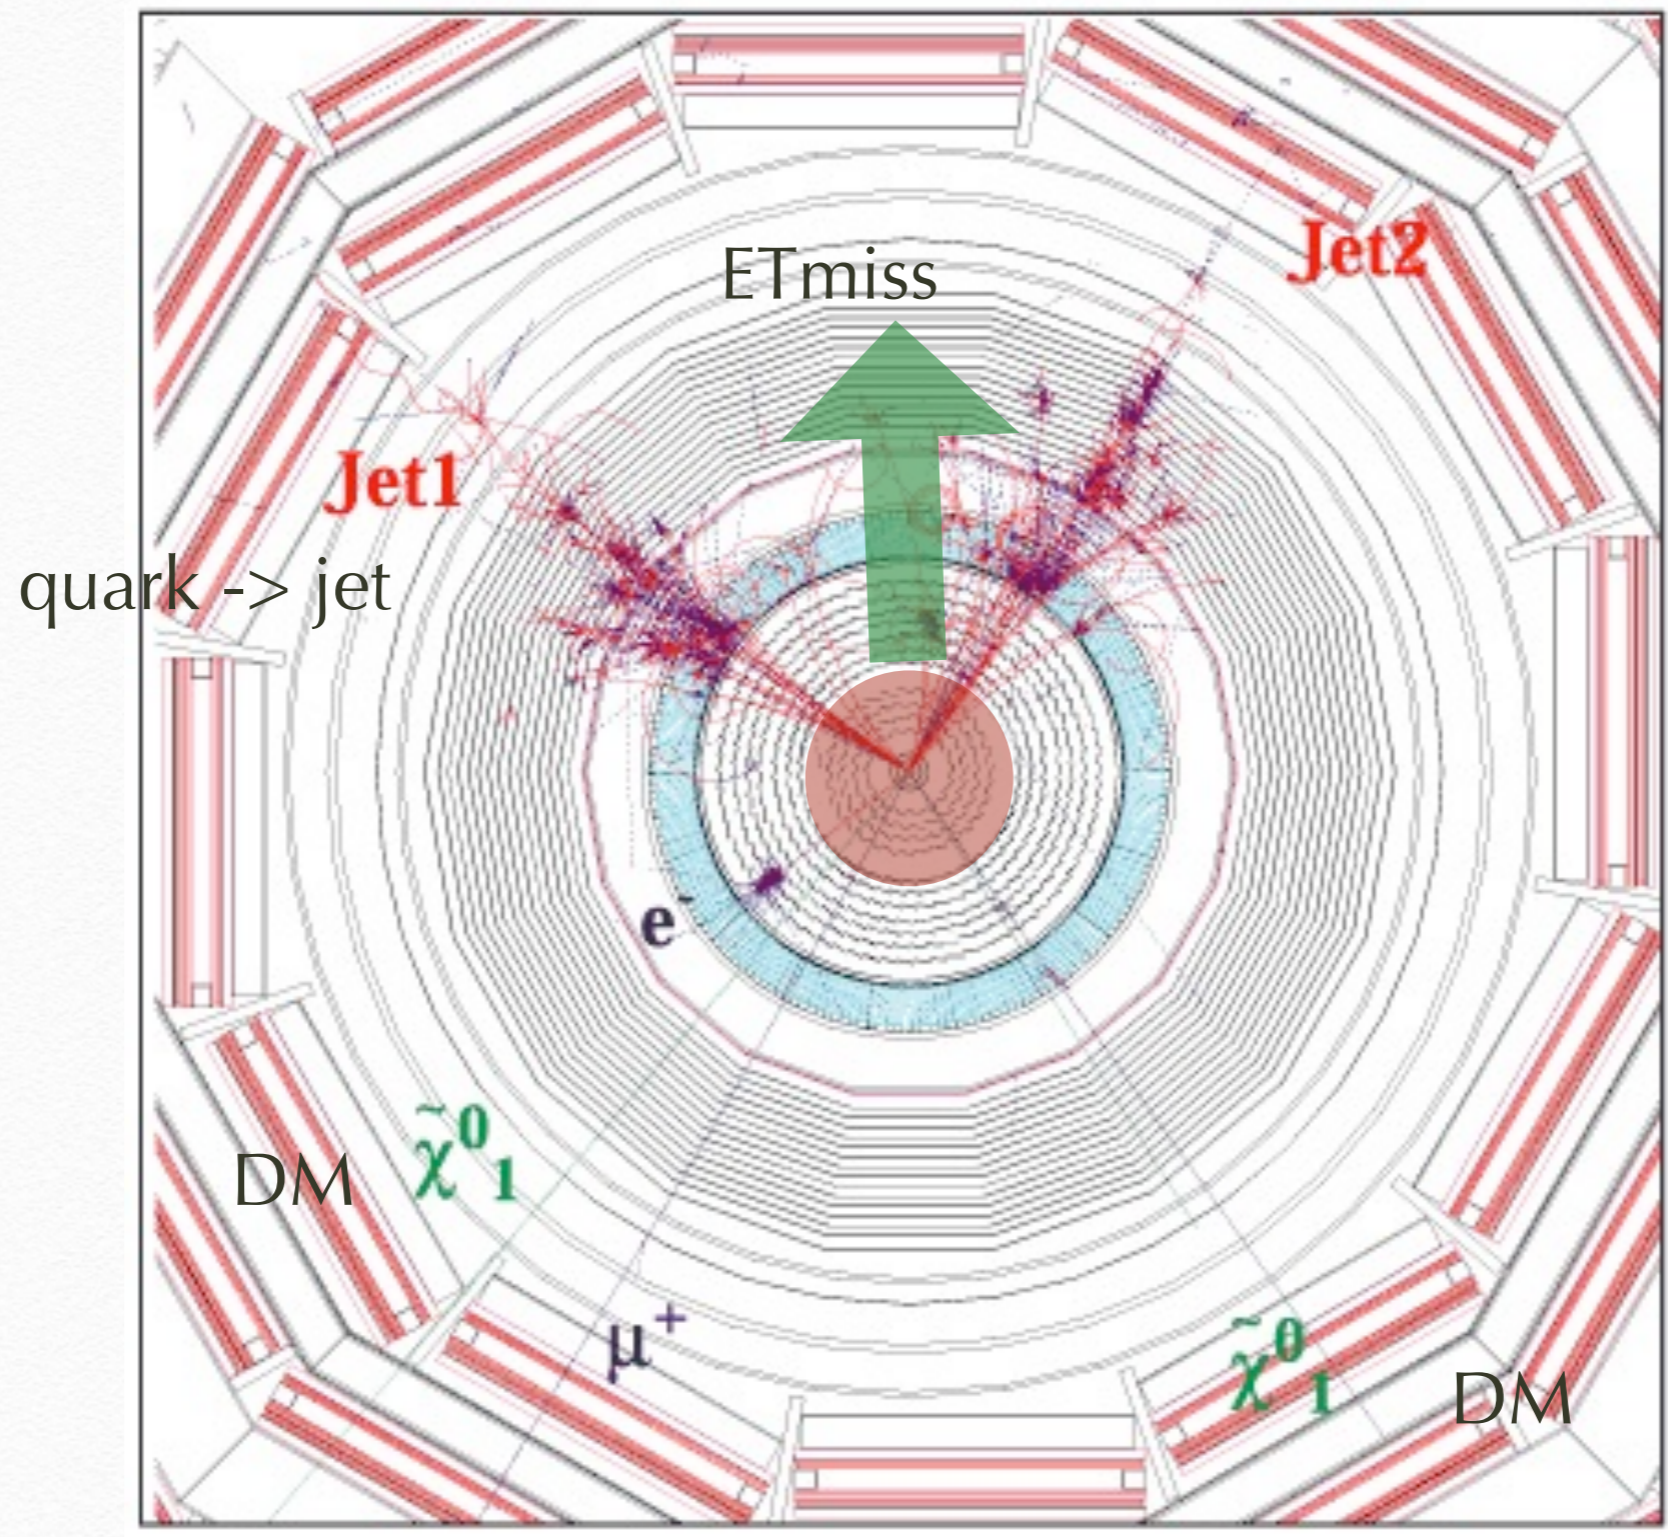 ETmiss
Jet2
Jet1
quark -> jet
e⁻
χ̃⁰₁
DM
μ⁺
χ̃⁰₁
DM